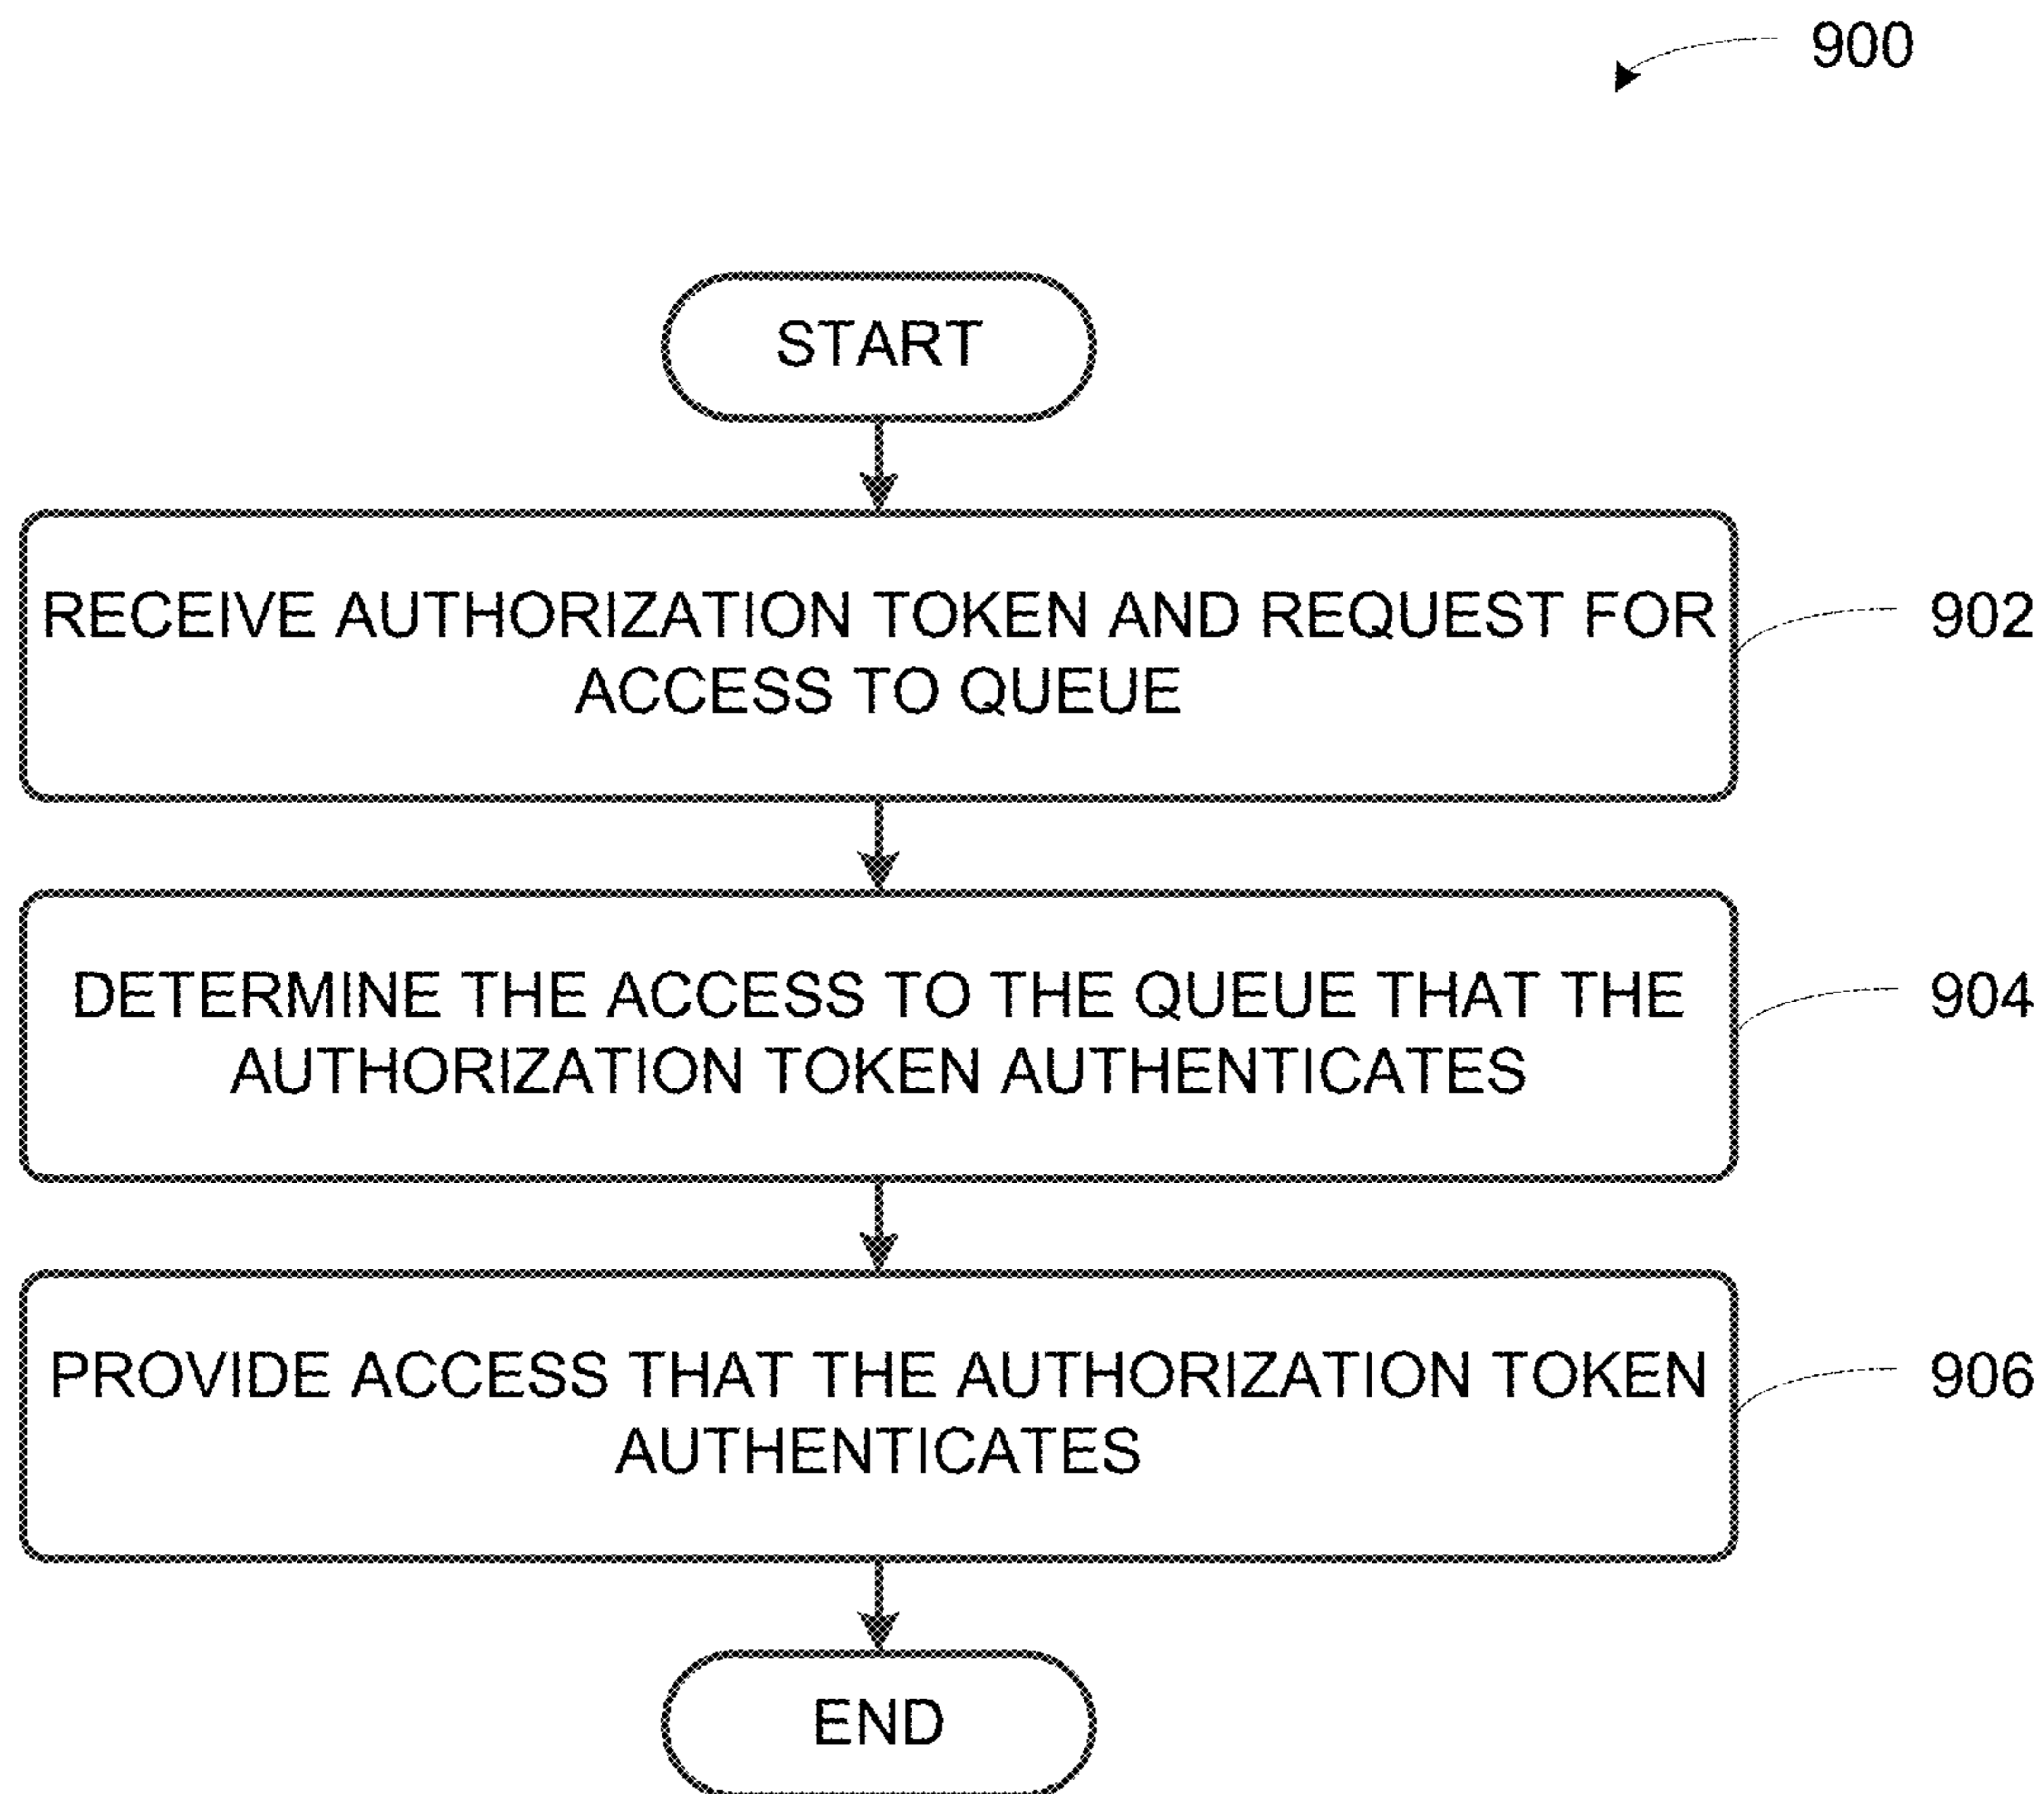 900
START
RECEIVE AUTHORIZATION TOKEN AND REQUEST FOR
ACCESS TO QUEUE
902
DETERMINE THE ACCESS TO THE QUEUE THAT THE
AUTHORIZATION TOKEN AUTHENTICATES
904
PROVIDE ACCESS THAT THE AUTHORIZATION TOKEN
AUTHENTICATES
906
END